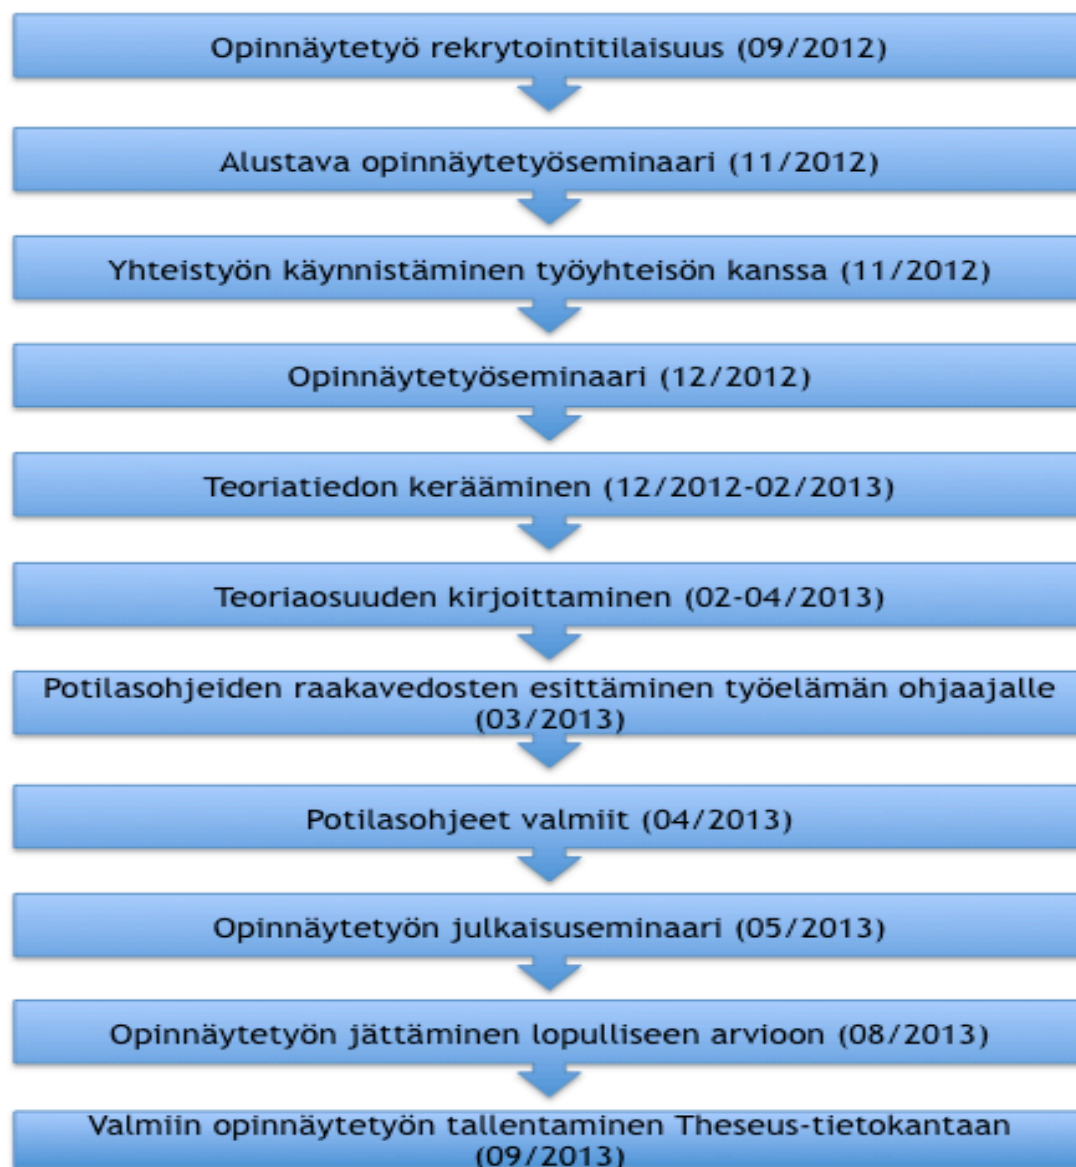 Opinnäytetyö rekrytointitilaisuus (09/2012)
Alustava opinnäytetyöseminaari (11/2012)
Yhteistyön käynnistäminen työyhteisön kanssa (11/2012)
Opinnäytetyöseminaari (12/2012)
Teoriatiedon kerääminen (12/2012-02/2013)
Teoriaosuuden kirjoittaminen (02-04/2013)
Potilasohjeiden raakavedosten esittäminen työelämän ohjaajalle
(03/2013)
Potilasohjeet valmiit (04/2013)
Opinnäytetyön julkaisuseminaari (05/2013)
Opinnäytetyön jättäminen lopulliseen arvioon (08/2013)
Valmiin opinnäytetyön tallentaminen Theseus-tietokantaan
(09/2013)